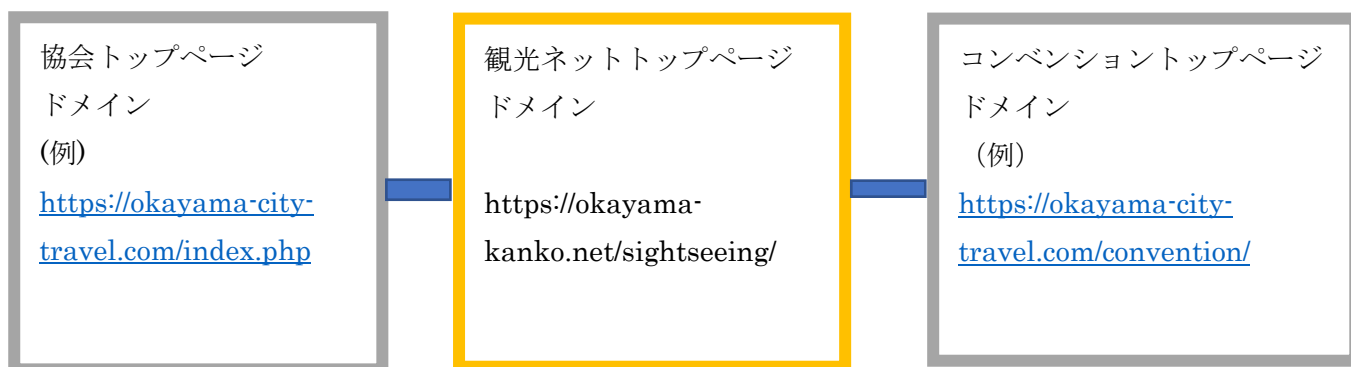 協会トップページ
ドメイン
(例)
https://okayama-city-
travel.com/index.php
観光ネットトップページ
ドメイン
https://okayama-
kanko.net/sightseeing/
コンベンショントップページ
ドメイン
（例）
https://okayama-city-
travel.com/convention/